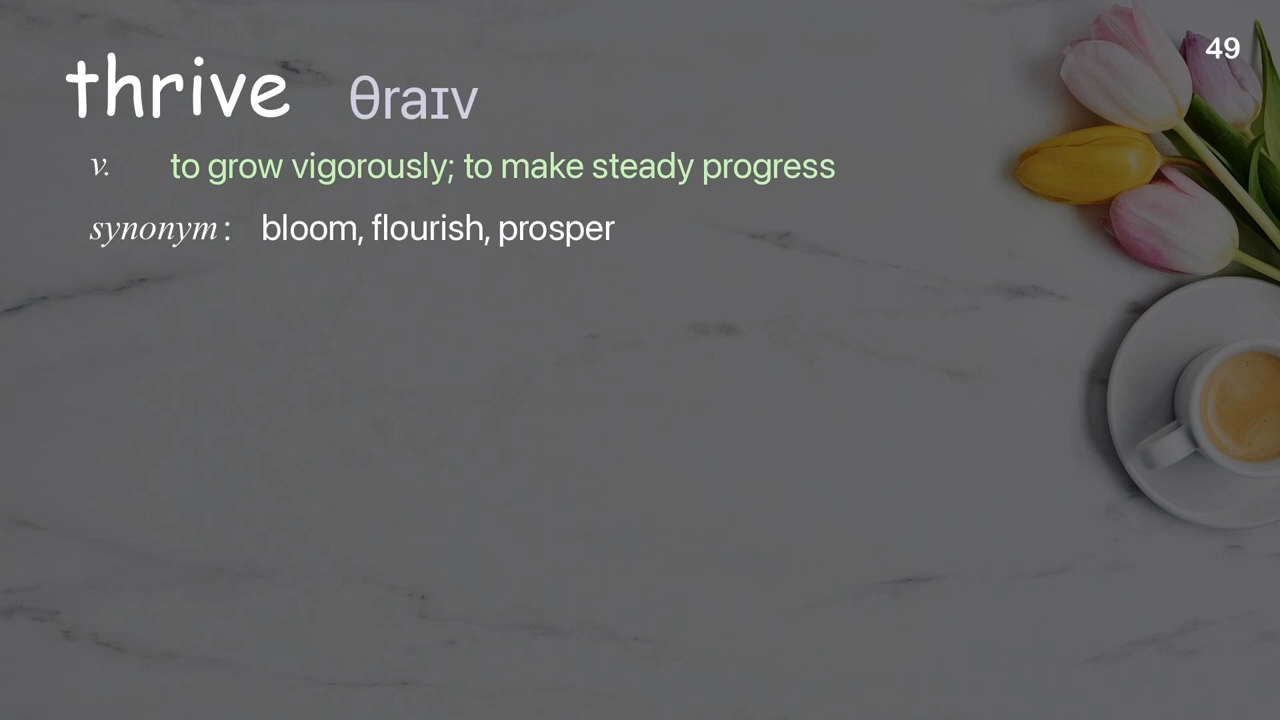 49
thrive θraɪv
v. to grow vigorously; to make steady progress
synonym : bloom, flourish, prosper